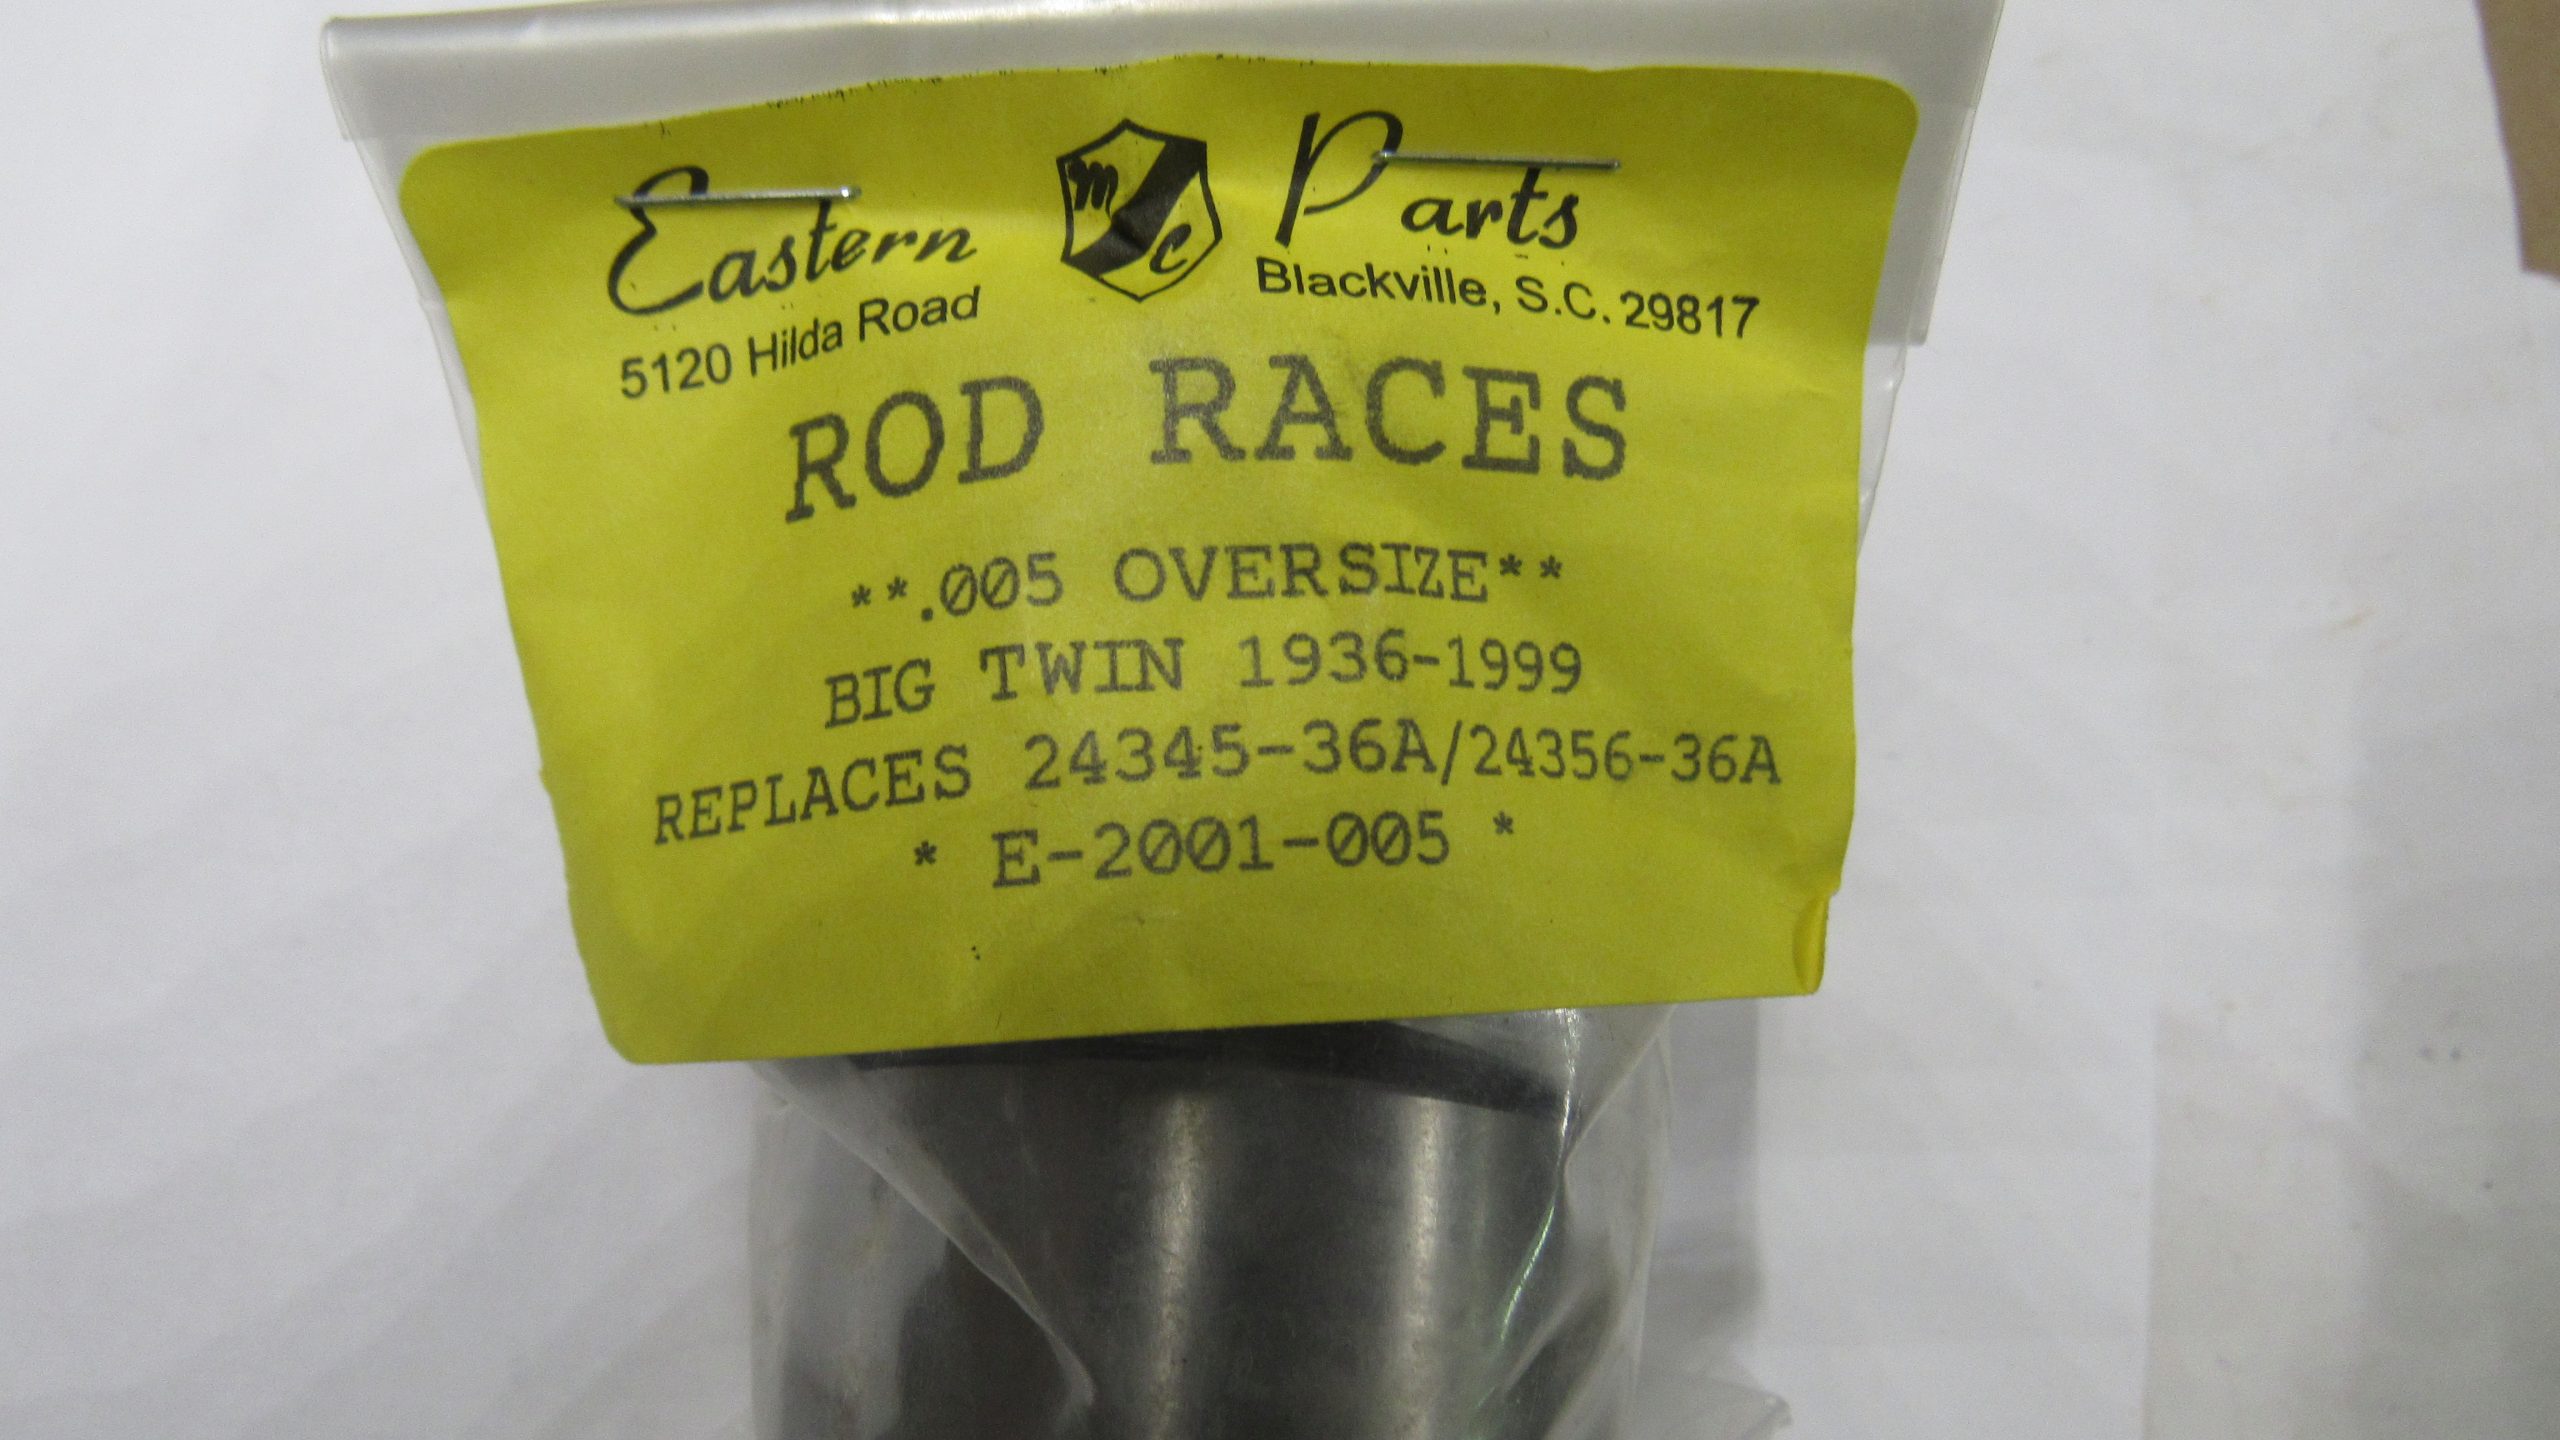 Eastern mc Parts
5120 Hilda Road Blackville, S.C. 29817
ROD RACES
**.005 OVERSIZE**
BIG TWIN 1936-1999
REPLACES 24345-36A/24356-36A
* E-2001-005 *